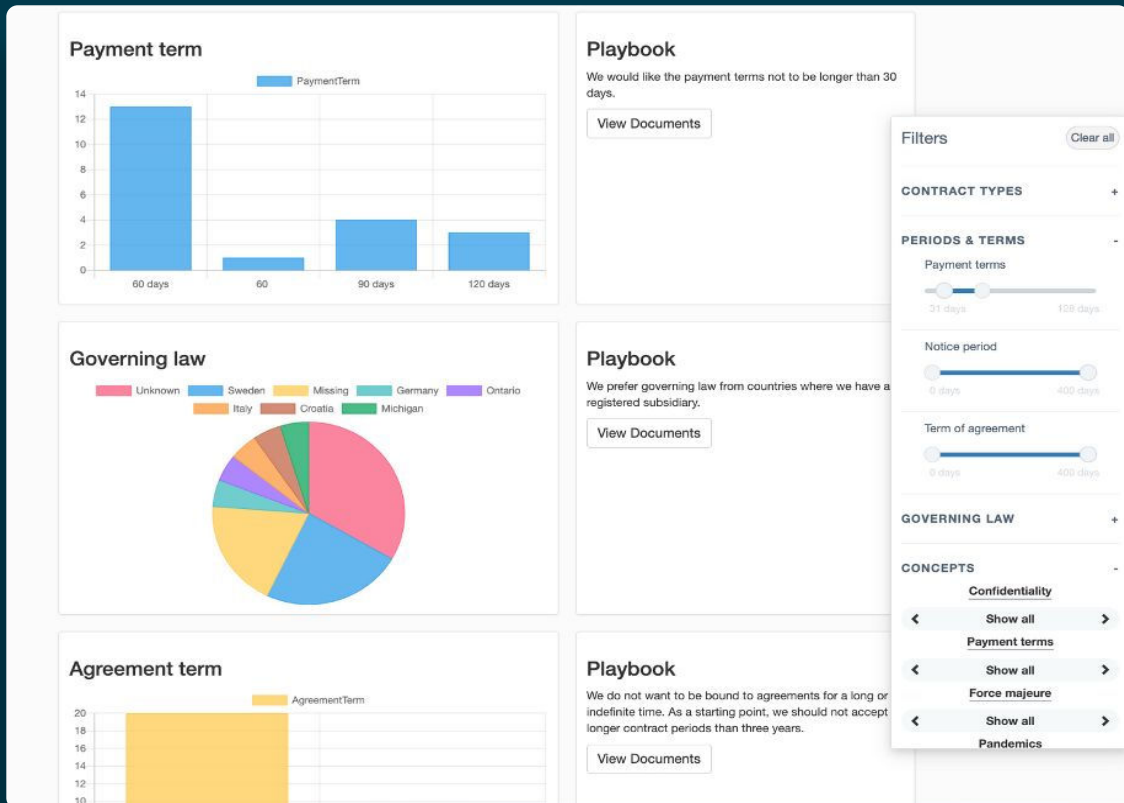 Payment term
PaymentTerm
14
12
10
8
6
4
2
0
60 days
60
90 days
120 days
Playbook
We would like the payment terms not to be longer than 30
days.
View Documents
Governing law
Unknown
Sweden
Missing
Germany
Ontario
Italy
Croatia
Michigan
Playbook
We prefer governing law from countries where we have a
registered subsidiary.
View Documents
Agreement term
AgreementTerm
20
18
16
14
12
10
Playbook
We do not want to be bound to agreements for a long or
indefinite time. As a starting point, we should not accept
longer contract periods than three years.
View Documents
Filters
Clear all
CONTRACT TYPES +
PERIODS & TERMS -
Payment terms
31 days
Notice period
0 days
400 days
Term of agreement
0 days
400 days
GOVERNING LAW +
CONCEPTS -
Confidentiality
Show all
Payment terms
Show all
Force majeure
Show all
Pandemics